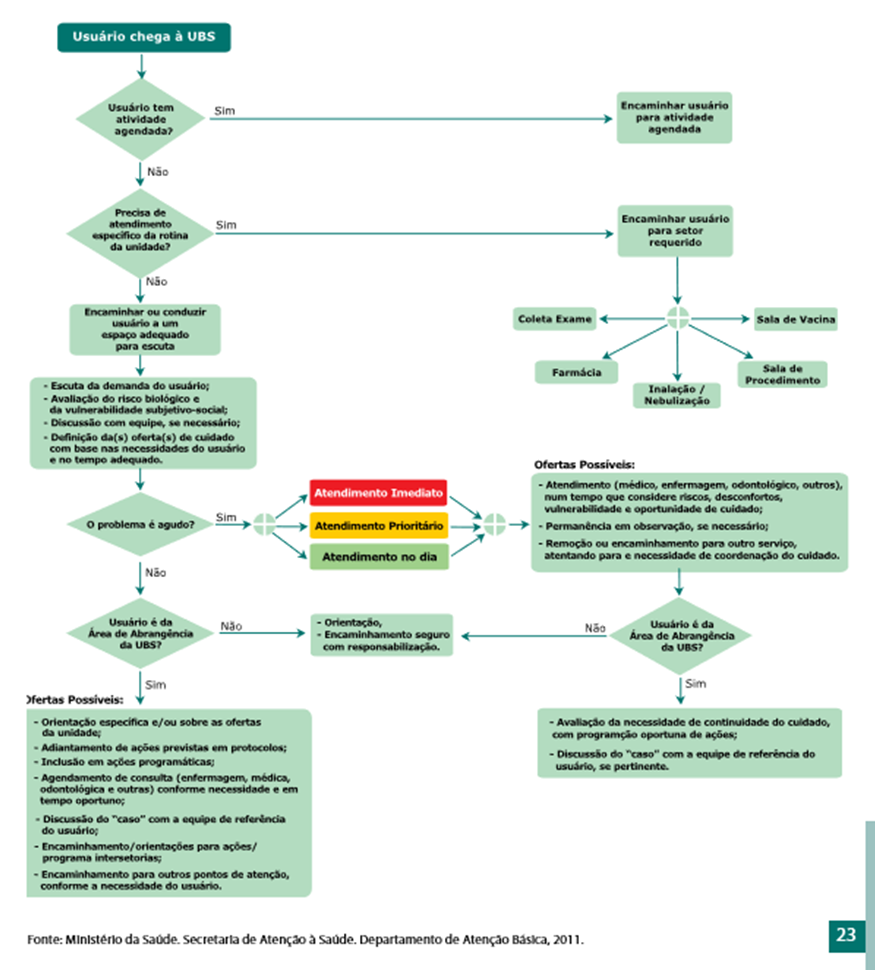 Usuário chega à UBS
Usuário tem
atividade
agendada?
Sim
Encaminhar usuário
para atividade
agendada
Não
Precisa de
atendimento
específico da rotina
da unidade?
Sim
Encaminhar usuário
para setor
requerido
Não
Encaminhar ou conduzir
usuário a um
espaço adequado
para escuta
Coleta Exame
Sala de Vacina
Farmácia
Sala de
Procedimento
Inalação /
Nebulização
- Escuta da demanda do usuário;
- Avaliação do risco biológico e
da vulnerabilidade subjetivo-social;
- Discussão com equipe, se necessário;
- Definição da(s) oferta(s) de cuidado
com base nas necessidades do usuário
e no tempo adequado.
O problema é agudo?
Sim
Atendimento Imediato
Atendimento Prioritário
Atendimento no dia
Ofertas Possíveis:
- Atendimento (médico, enfermagem, odontológico, outros),
num tempo que considere riscos, desconfortos,
vulnerabilidade e oportunidade de cuidado;
- Permanência em observação, se necessário;
- Remoção ou encaminhamento para outro serviço,
atentando para e necessidade de coordenação do cuidado.
Não
Usuário é da
Área de Abrangência
da UBS?
Não
- Orientação,
- Encaminhamento seguro
com responsabilização.
Não
Usuário é da
Área de Abrangência
da UBS?
Sim
Sim
Ofertas Possíveis:
- Orientação específica e/ou sobre as ofertas
da unidade;
- Adiantamento de ações previstas em protocolos;
- Inclusão em ações programáticas;
- Agendamento de consulta (enfermagem, médica,
odontológica e outras) conforme necessidade e em
tempo oportuno;
- Discussão do "caso" com a equipe de referência
do usuário;
- Encaminhamento/orientações para ações/
programa intersetorias;
- Encaminhamento para outros pontos de atenção,
conforme a necessidade do usuário.
- Avaliação da necessidade de continuidade do cuidado,
com programção oportuna de ações;
- Discussão do "caso" com a equipe de referência do
usuário, se pertinente.
Fonte: Ministério da Saúde. Secretaria de Atenção à Saúde. Departamento de Atenção Básica, 2011.
23